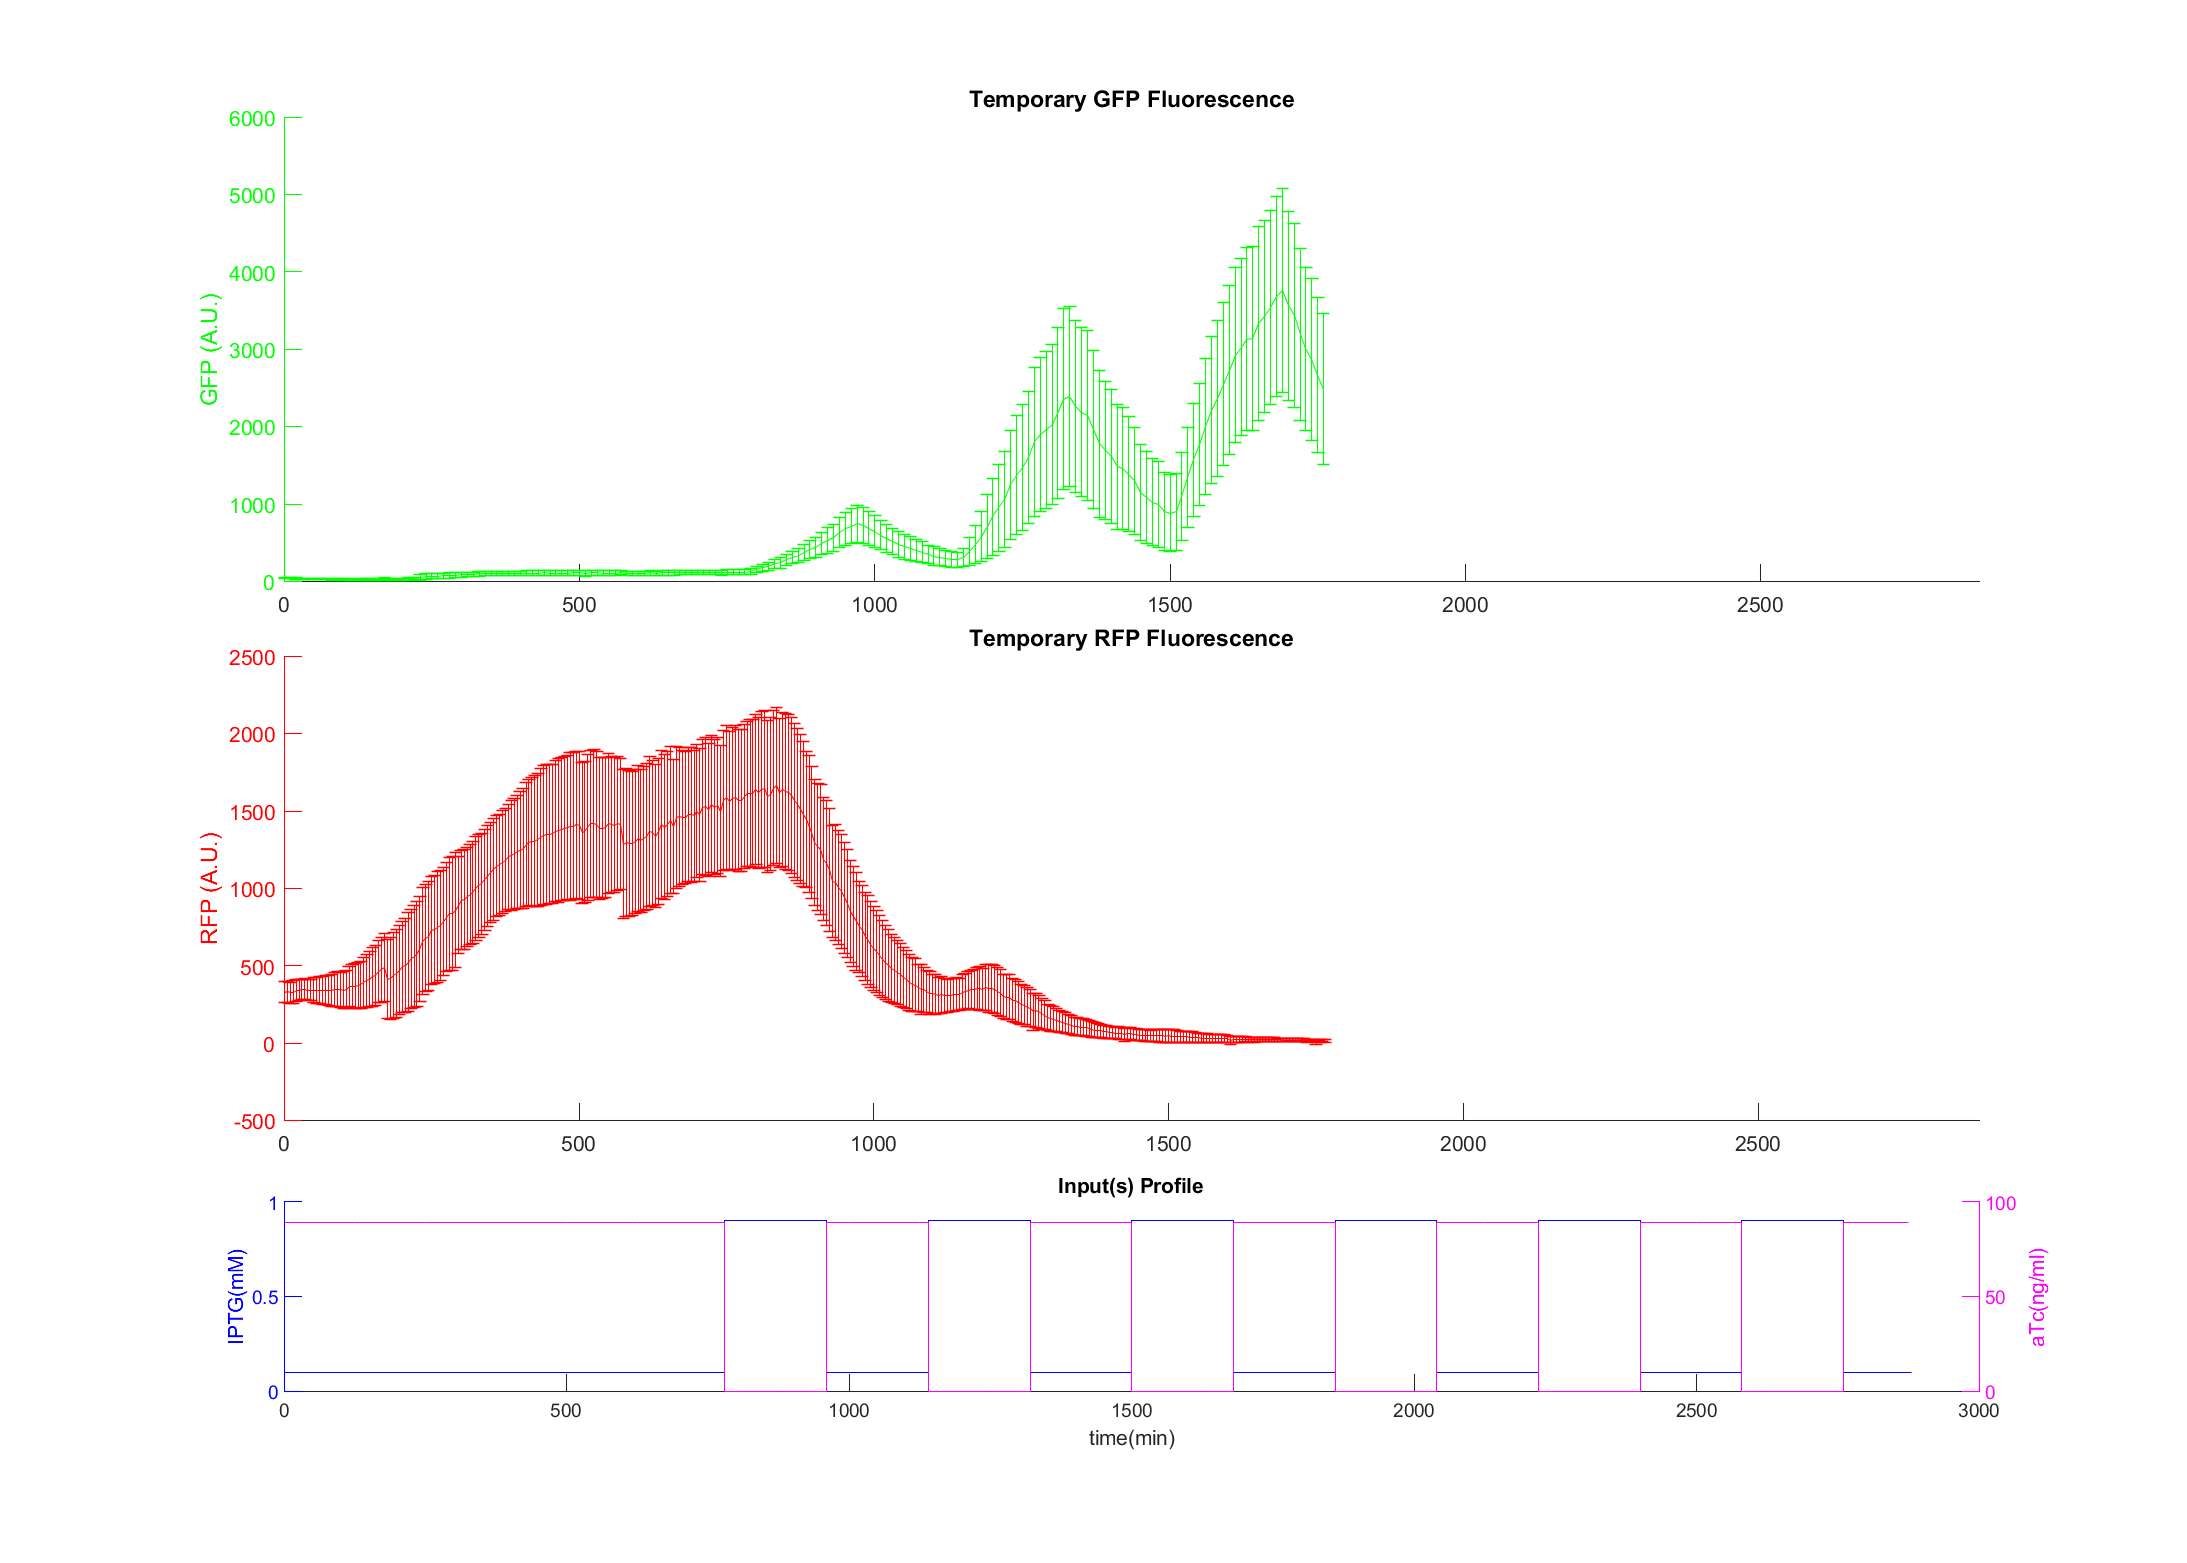 Temporary GFP Fluorescence
6000
5000
4000
3000
2000
1000
0
GFP (A.U.)
0 500 1000 1500 2000 2500
Temporary RFP Fluorescence
2500
2000
1500
1000
500
0
-500
RFP (A.U.)
0 500 1000 1500 2000 2500
Input(s) Profile
1
0.5
0
IPTG(mM)
100
50
0
aTc(ng/ml)
0 500 1000 1500 2000 2500 3000
time(min)